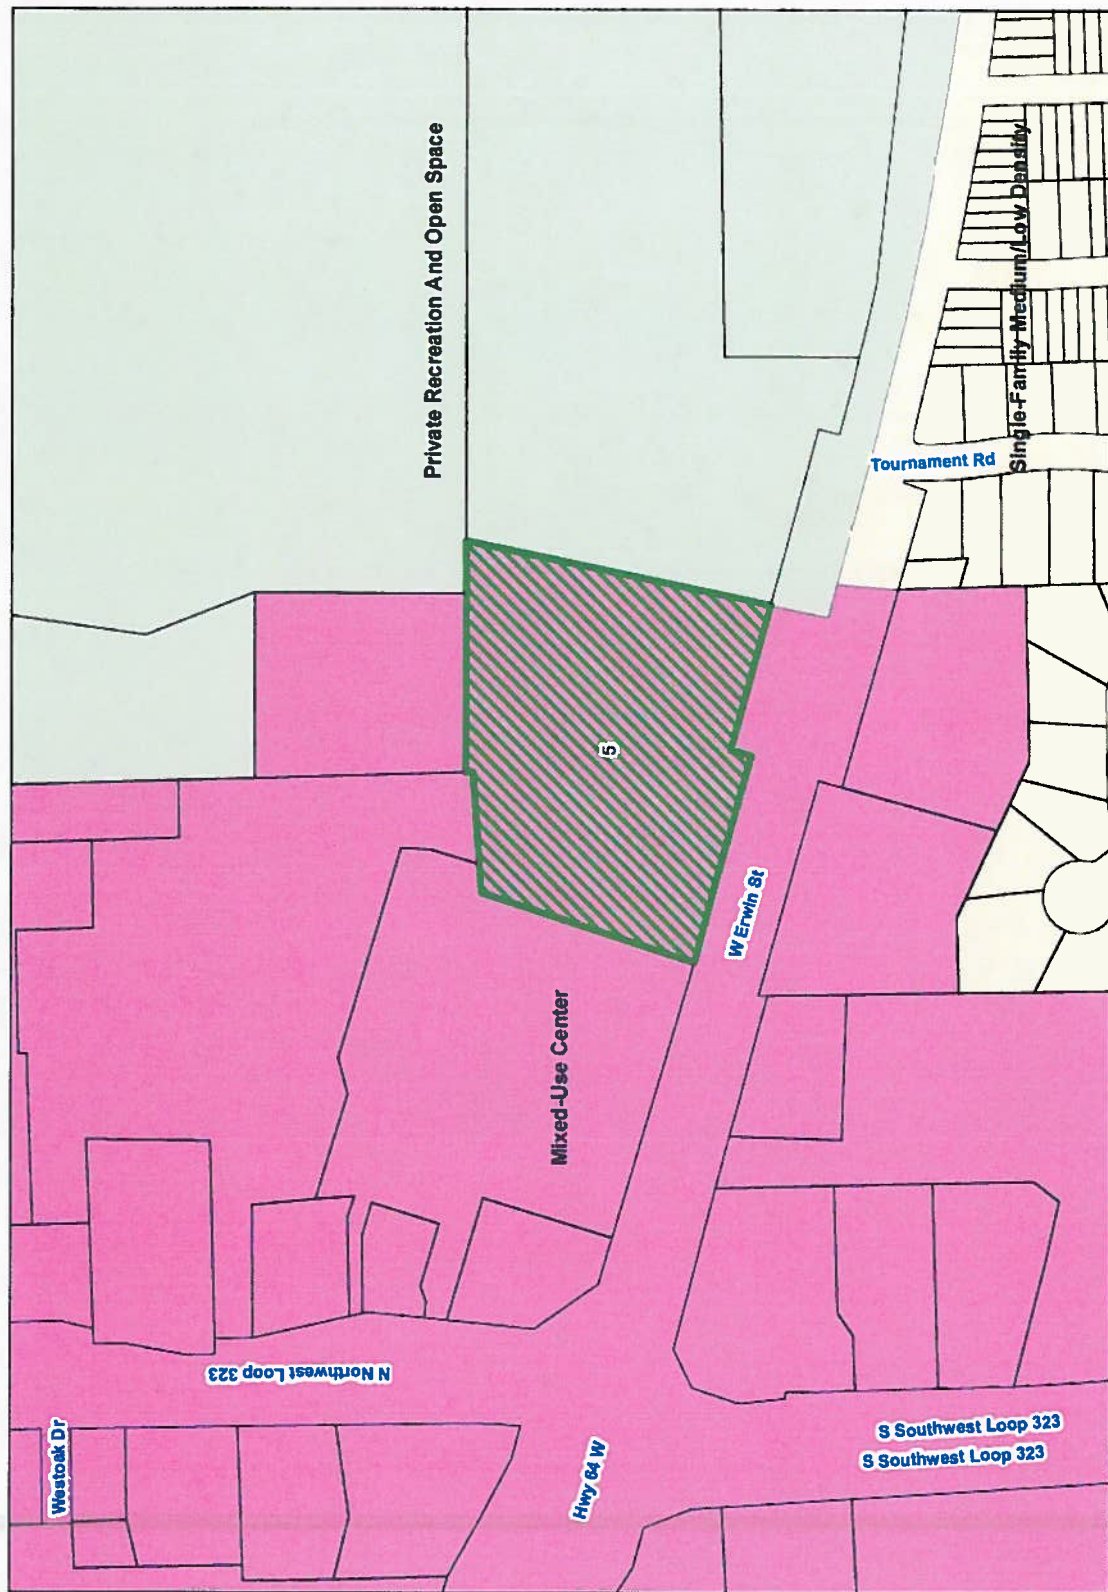 Private Recreation And Open Space
Single-Family Medium/Low Density
Tournament Rd
5
W Erwin St
Mixed-Use Center
N Northwest Loop 323
Westoak Dr
Hwy 64 W
S Southwest Loop 323
S Southwest Loop 323